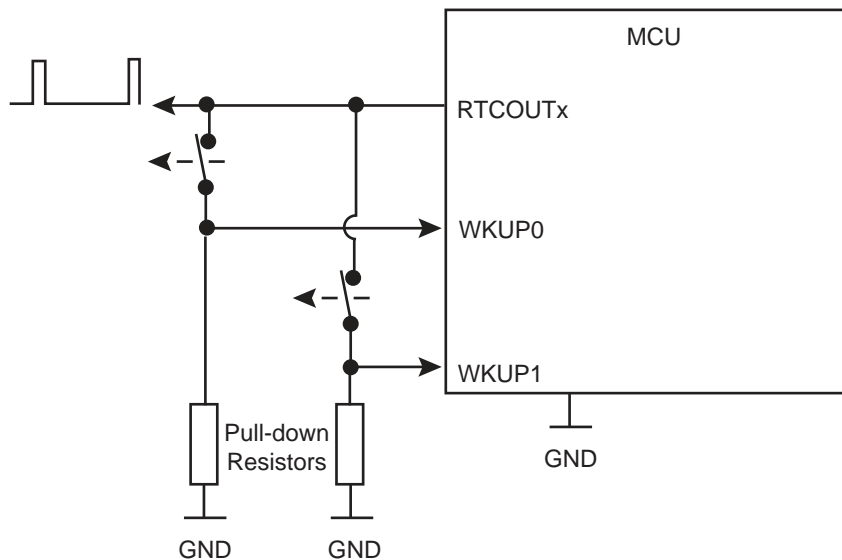 MCU
RTCOUTx
WKUP0
WKUP1
Pull-down
Resistors
GND
GND
GND